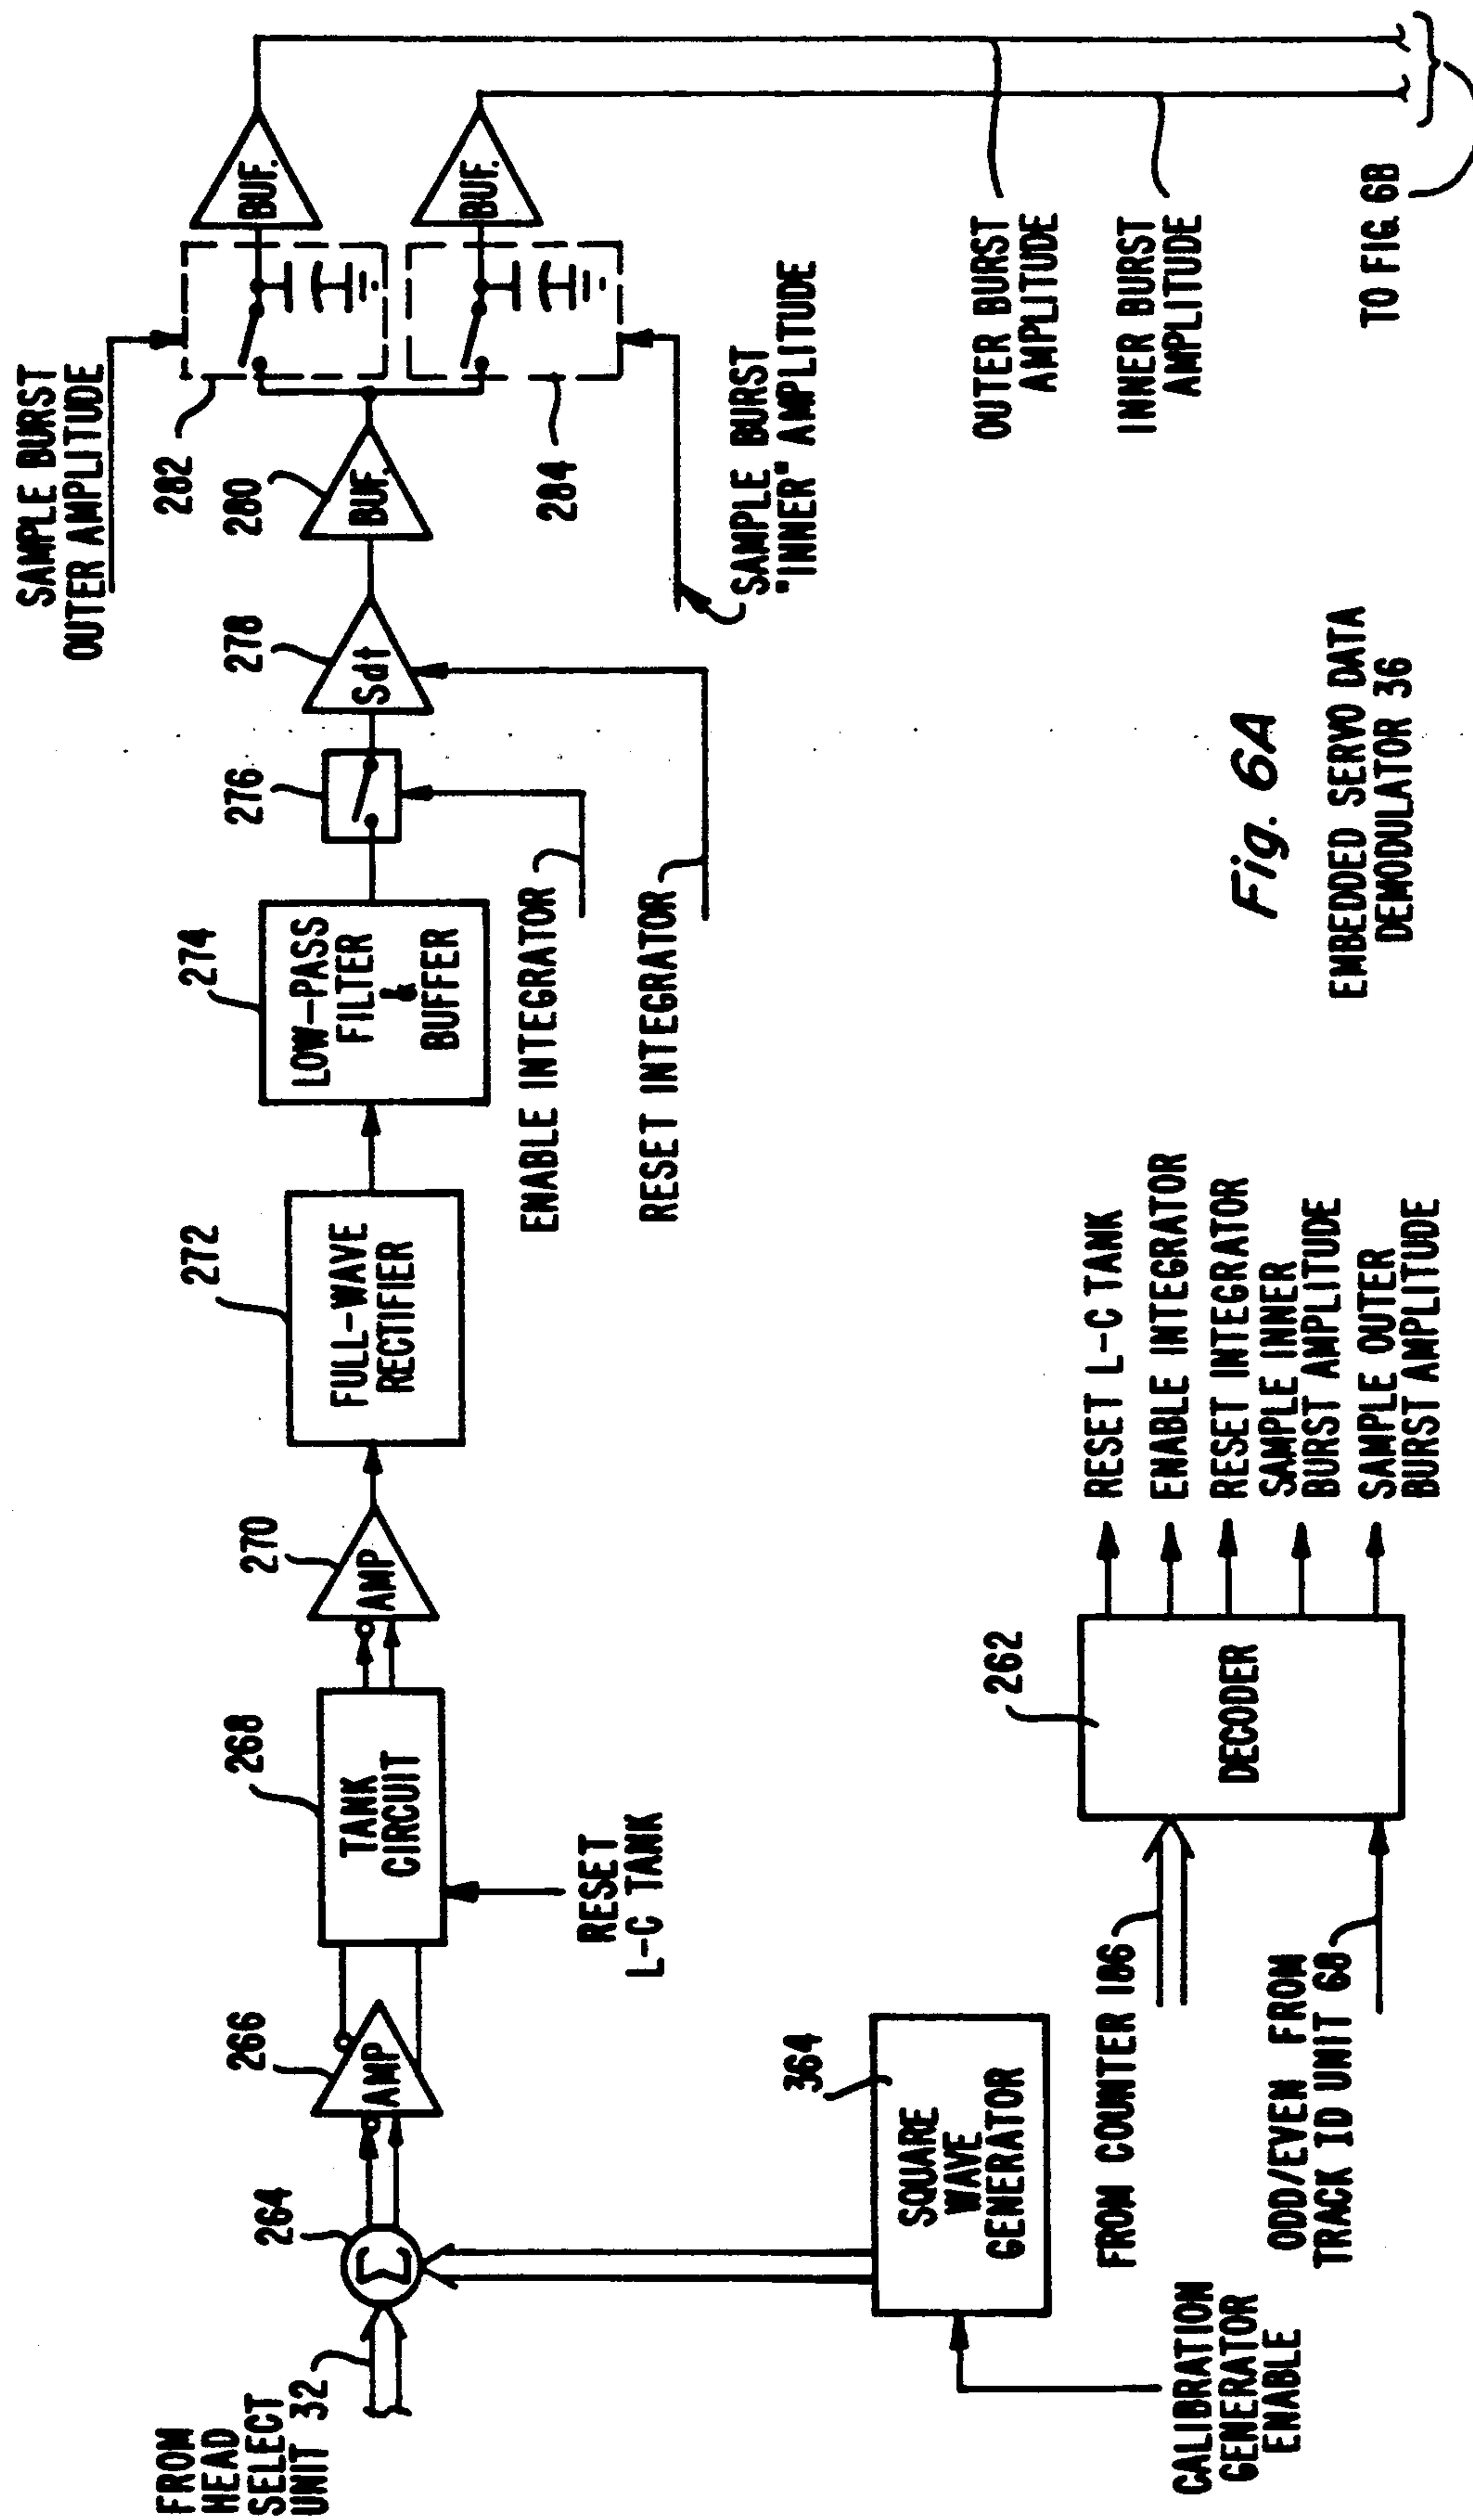 FROM
HEAD
SELECT
UNIT 32
264
Σ
266
AMP
268
TANK
CIRCUIT
RESET
L-C TANK
270
AMP
272
FULL-WAVE
RECTIFIER
274
LOW-PASS
FILTER
&
BUFFER
276
ENABLE INTEGRATOR
278
Sdt
RESET INTEGRATOR
280
BUF.
SAMPLE BURST
OUTER AMPLITUDE
282
BUF.
284
BUF.
SAMPLE BURST
"INNER" AMPLITUDE
OUTER BURST
AMPLITUDE
INNER BURST
AMPLITUDE
TO FIG. 6B
364
SQUARE
WAVE
GENERATOR
CALIBRATION
GENERATOR
ENABLE
FROM COUNTER 186
ODD/EVEN FROM
TRACK ID UNIT 68
262
DECODER
RESET L-C TANK
ENABLE INTEGRATOR
RESET INTEGRATOR
SAMPLE INNER
BURST AMPLITUDE
SAMPLE OUTER
BURST AMPLITUDE
Fig. 6A
EMBEDDED SERVO DATA
DEMODULATOR 36